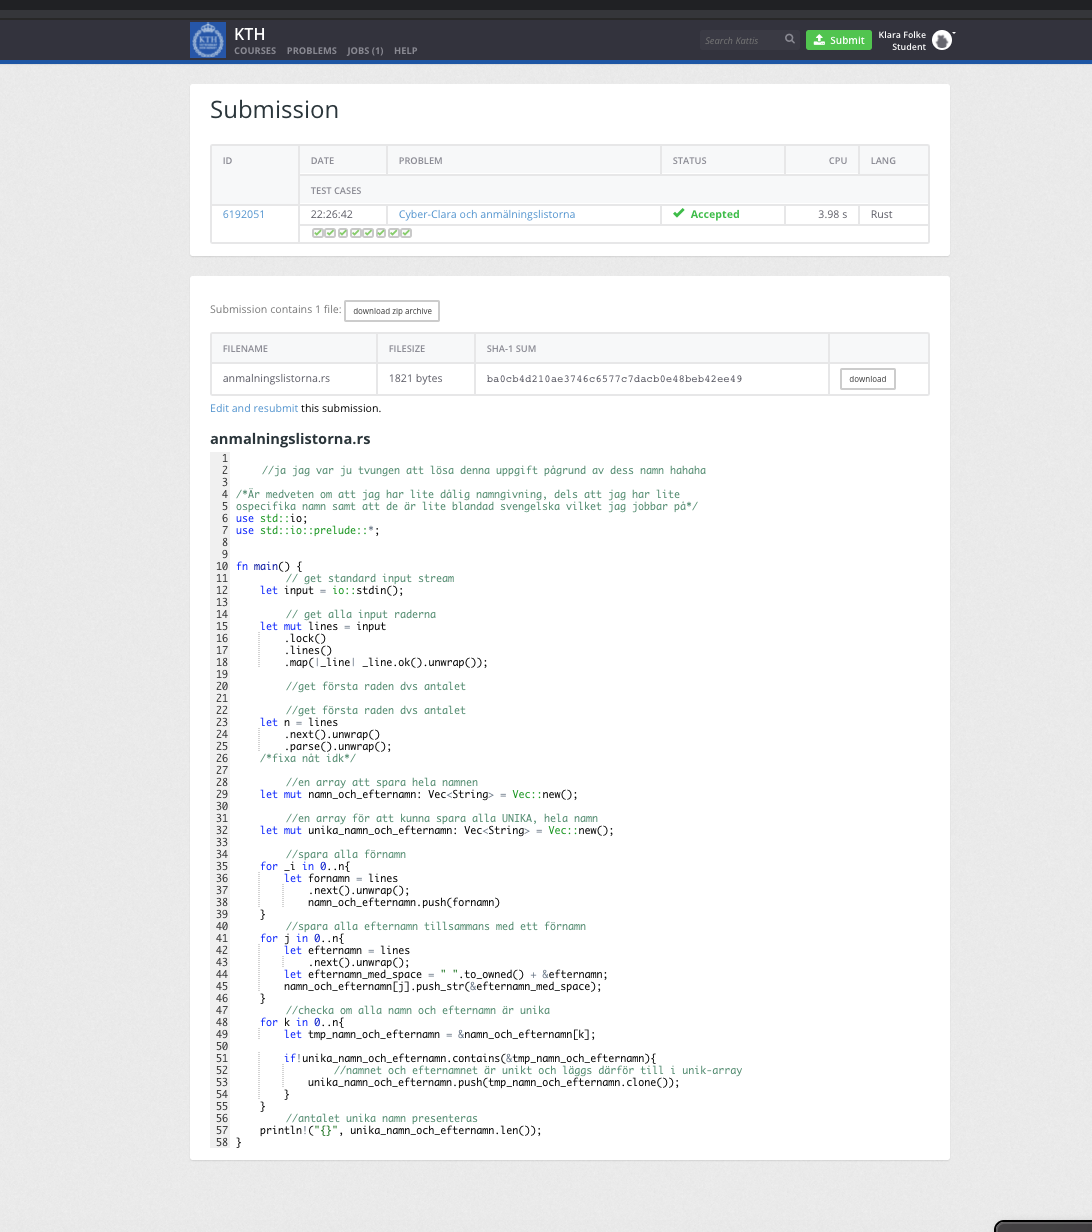 KTH
COURSES PROBLEMS JOBS (1) HELP
Search Kattis
Submit
Klara Folke
Student
Submission
ID DATE PROBLEM STATUS CPU LANG
TEST CASES
6192051 22:26:42 Cyber-Clara och anmälningslistorna Accepted 3.98 s Rust
Submission contains 1 file: download zip archive
FILENAME FILESIZE SHA-1 SUM
anmalningslistorna.rs 1821 bytes ba0cb4d210ae3746c6577c7dacb0e48beb42ee49 download
Edit and resubmit this submission.
anmalningslistorna.rs
1
2 //ja jag var ju tvungen att lösa denna uppgift pågrund av dess namn hahaha
3
4 /*Är medveten om att jag har lite dålig namngivning, dels att jag har lite
5 ospecifika namn samt att de är lite blandad svengelska vilket jag jobbar på*/
6 use std::io;
7 use std::io::prelude::*;
8
9
10 fn main() {
11 // get standard input stream
12 let input = io::stdin();
13
14 // get alla input raderna
15 let mut lines = input
16 .lock()
17 .lines()
18 .map(|_line| _line.ok().unwrap());
19
20 //get första raden dvs antalet
21
22 //get första raden dvs antalet
23 let n = lines
24 .next().unwrap()
25 .parse().unwrap();
26 /*fixa nåt idk*/
27
28 //en array att spara hela namnen
29 let mut namn_och_efternamn: Vec<String> = Vec::new();
30
31 //en array för att kunna spara alla UNIKA, hela namn
32 let mut unika_namn_och_efternamn: Vec<String> = Vec::new();
33
34 //spara alla förnamn
35 for _i in 0..n{
36 let fornamn = lines
37 .next().unwrap();
38 namn_och_efternamn.push(fornamn)
39 }
40 //spara alla efternamn tillsammans med ett förnamn
41 for j in 0..n{
42 let efternamn = lines
43 .next().unwrap();
44 let efternamn_med_space = " ".to_owned() + &efternamn;
45 namn_och_efternamn[j].push_str(&efternamn_med_space);
46 }
47 //checka om alla namn och efternamn är unika
48 for k in 0..n{
49 let tmp_namn_och_efternamn = &namn_och_efternamn[k];
50
51 if!unika_namn_och_efternamn.contains(&tmp_namn_och_efternamn){
52 //namnet och efternamnet är unikt och läggs därför till i unik-array
53 unika_namn_och_efternamn.push(tmp_namn_och_efternamn.clone());
54 }
55 }
56 //antalet unika namn presenteras
57 println!("{}", unika_namn_och_efternamn.len());
58 }